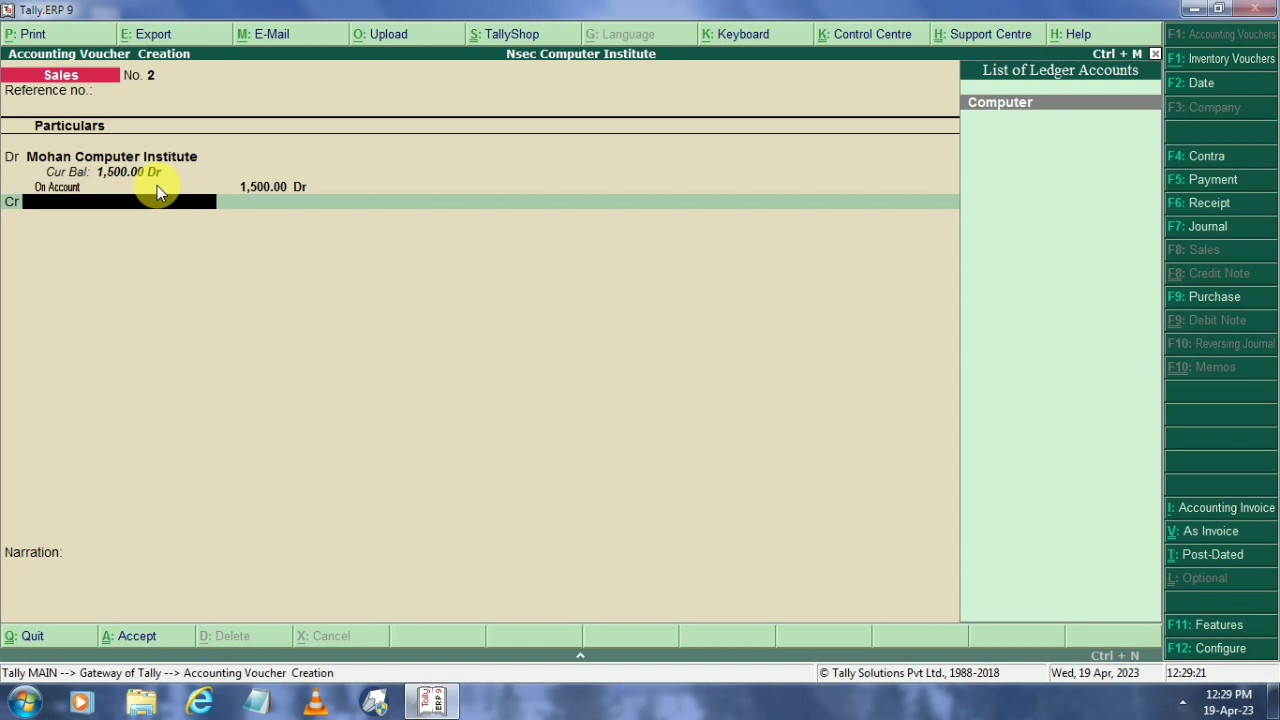 Tally.ERP 9
P: Print
E: Export
M: E-Mail
O: Upload
S: TallyShop
G: Language
K: Keyboard
K: Control Centre
H: Support Centre
H: Help
Accounting Voucher Creation
Nsec Computer Institute
Ctrl + M
Sales No. 2
Reference no.:
Particulars
Dr Mohan Computer Institute
Cur Bal: 1,500.00 Dr
On Account 1,500.00 Dr
Cr
Narration:
List of Ledger Accounts
Computer
F1: Accounting Vouchers
F1: Inventory Vouchers
F2: Date
F3: Company
F4: Contra
F5: Payment
F6: Receipt
F7: Journal
F8: Sales
F8: Credit Note
F9: Purchase
F9: Debit Note
F10: Reversing Journal
F10: Memos
I: Accounting Invoice
V: As Invoice
T: Post-Dated
L: Optional
F11: Features
F12: Configure
Q: Quit
A: Accept
D: Delete
X: Cancel
Ctrl + N
Tally MAIN --> Gateway of Tally --> Accounting Voucher Creation
© Tally Solutions Pvt Ltd., 1988-2018
Wed, 19 Apr, 2023
12:29:21
Tally
ERP 9
12:29 PM
19-Apr-23